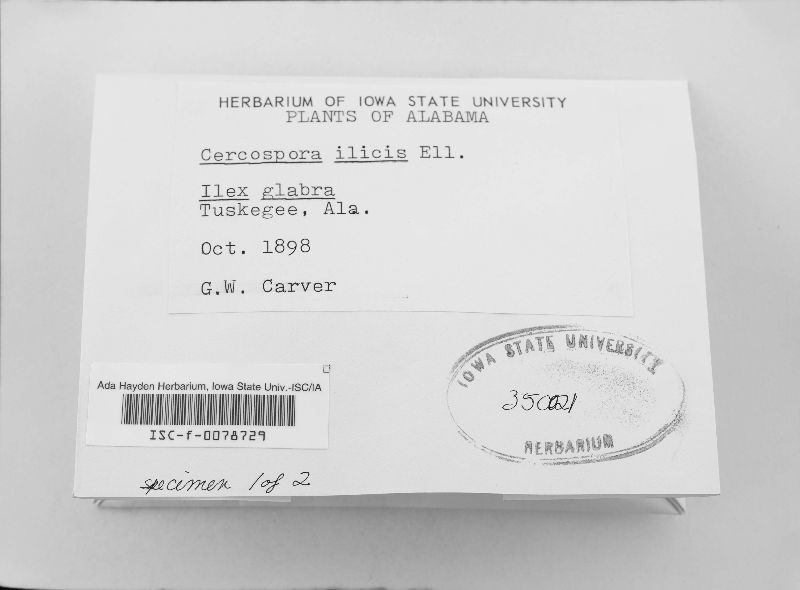 HERBARIUM OF IOWA STATE UNIVERSITY
PLANTS OF ALABAMA
Cercospora ilicis Ell.
Ilex glabra
Tuskegee, Ala.
Oct. 1898
G.W. Carver
IOWA STATE UNIVERSITY
HERBARIUM
Ada Hayden Herbarium, Iowa State Univ.-ISC/IA
ISC-f-0078729
specimen 1 of 2